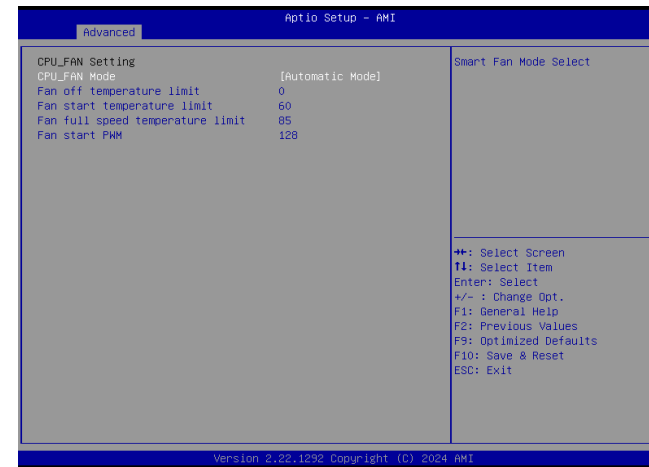 Aptio Setup - AMI
Advanced
CPU_FAN Setting
CPU_FAN Mode [Automatic Mode]
Fan off temperature limit 0
Fan start temperature limit 60
Fan full speed temperature limit 85
Fan start PWM 128
Smart Fan Mode Select
→←: Select Screen
↑↓: Select Item
Enter: Select
+/- : Change Opt.
F1: General Help
F2: Previous Values
F9: Optimized Defaults
F10: Save & Reset
ESC: Exit
Version 2.22.1292 Copyright (C) 2024 AMI